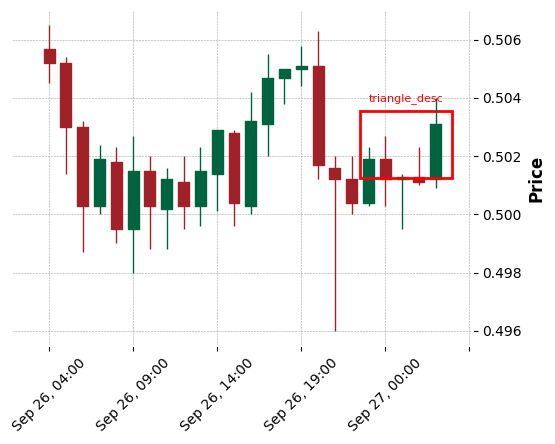 0.506
triangle_desc
0.504
0.502
0.500
0.498
0.496
Price
Sep 26, 04:00
Sep 26, 09:00
Sep 26, 14:00
Sep 26, 19:00
Sep 27, 00:00